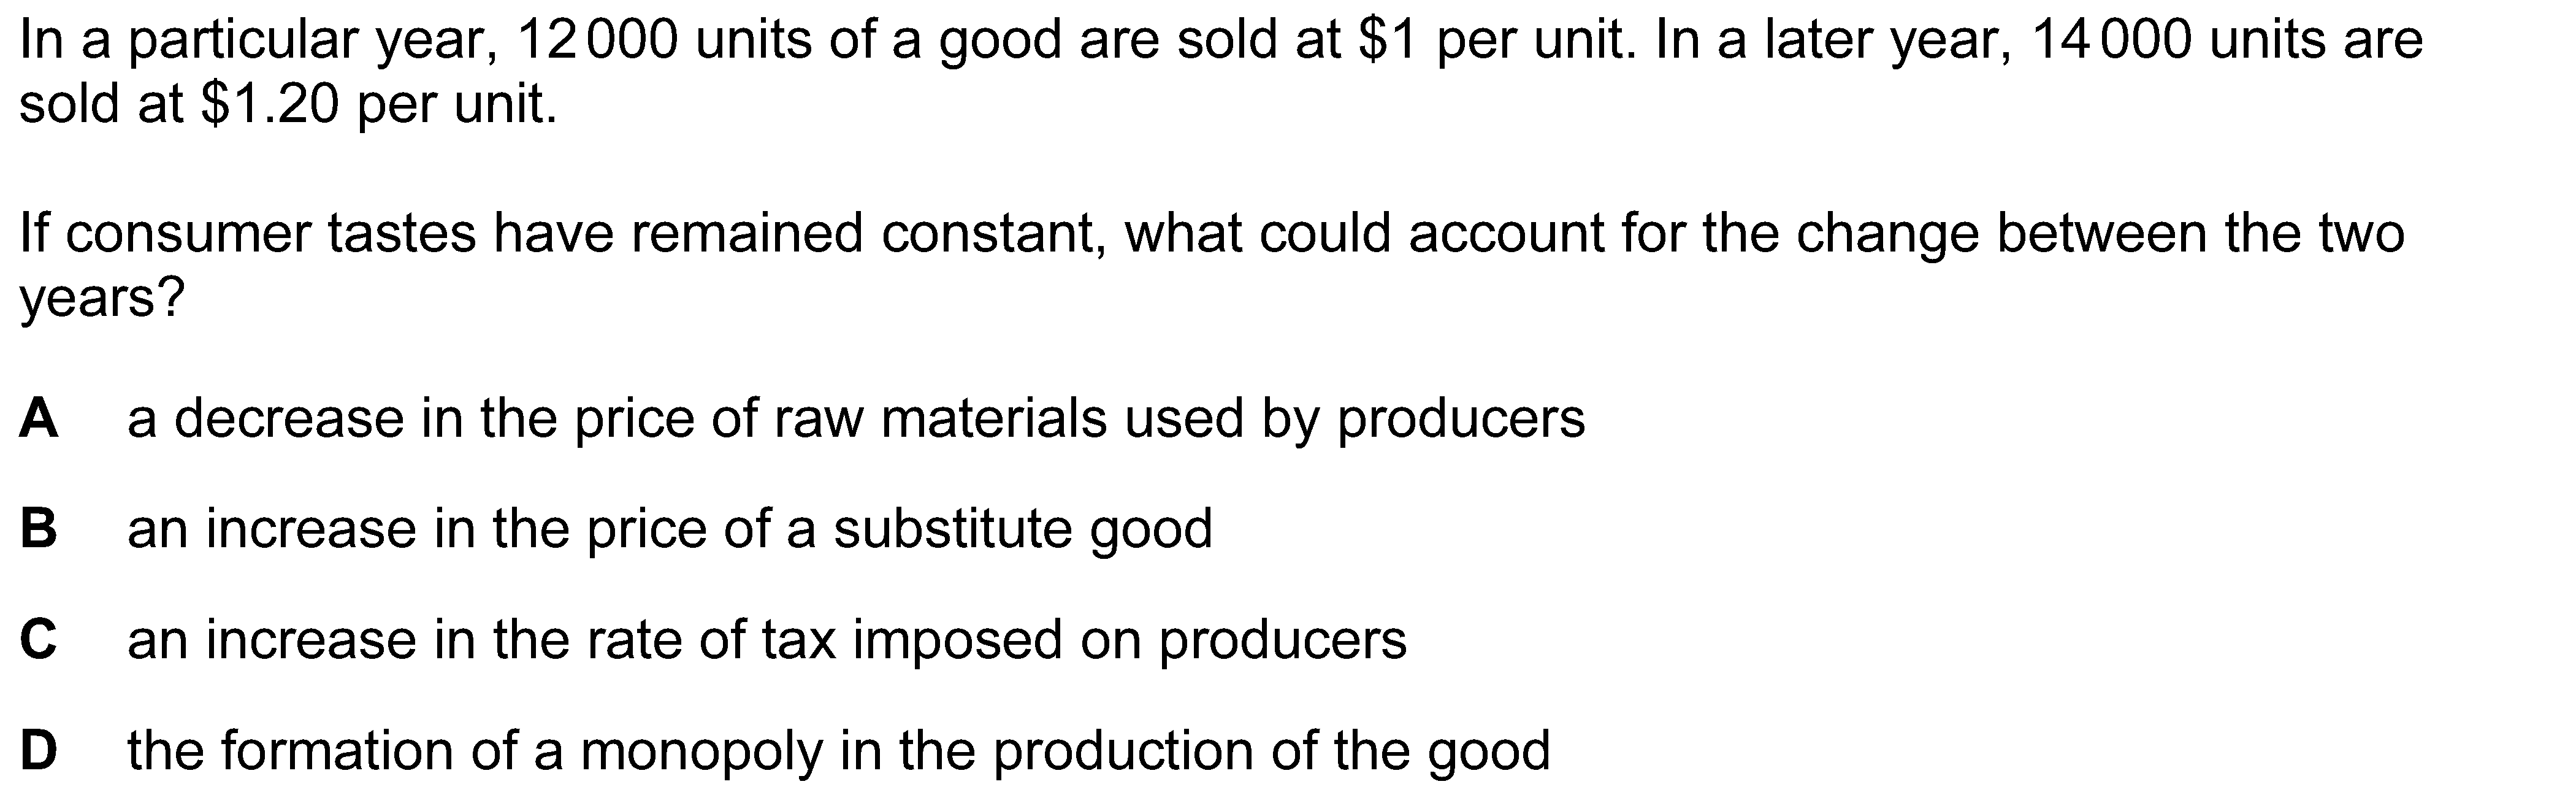 In a particular year, 12 000 units of a good are sold at $1 per unit. In a later year, 14 000 units are
sold at $1.20 per unit.
If consumer tastes have remained constant, what could account for the change between the two
years?
A a decrease in the price of raw materials used by producers
B an increase in the price of a substitute good
C an increase in the rate of tax imposed on producers
D the formation of a monopoly in the production of the good